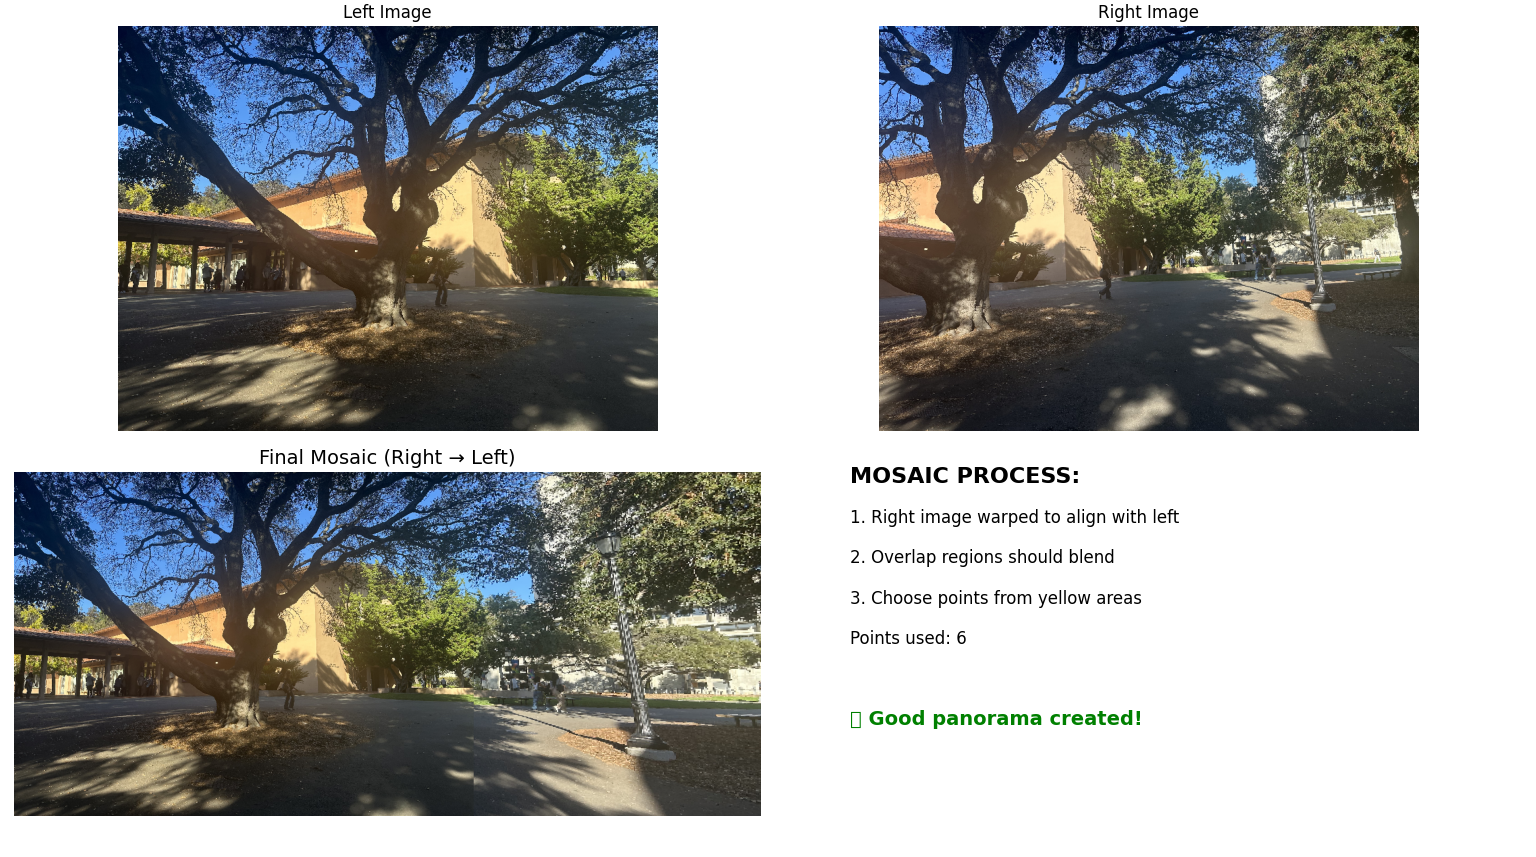 Left Image
Right Image
Final Mosaic (Right → Left)
MOSAIC PROCESS:
1. Right image warped to align with left
2. Overlap regions should blend
3. Choose points from yellow areas
Points used: 6
▯ Good panorama created!